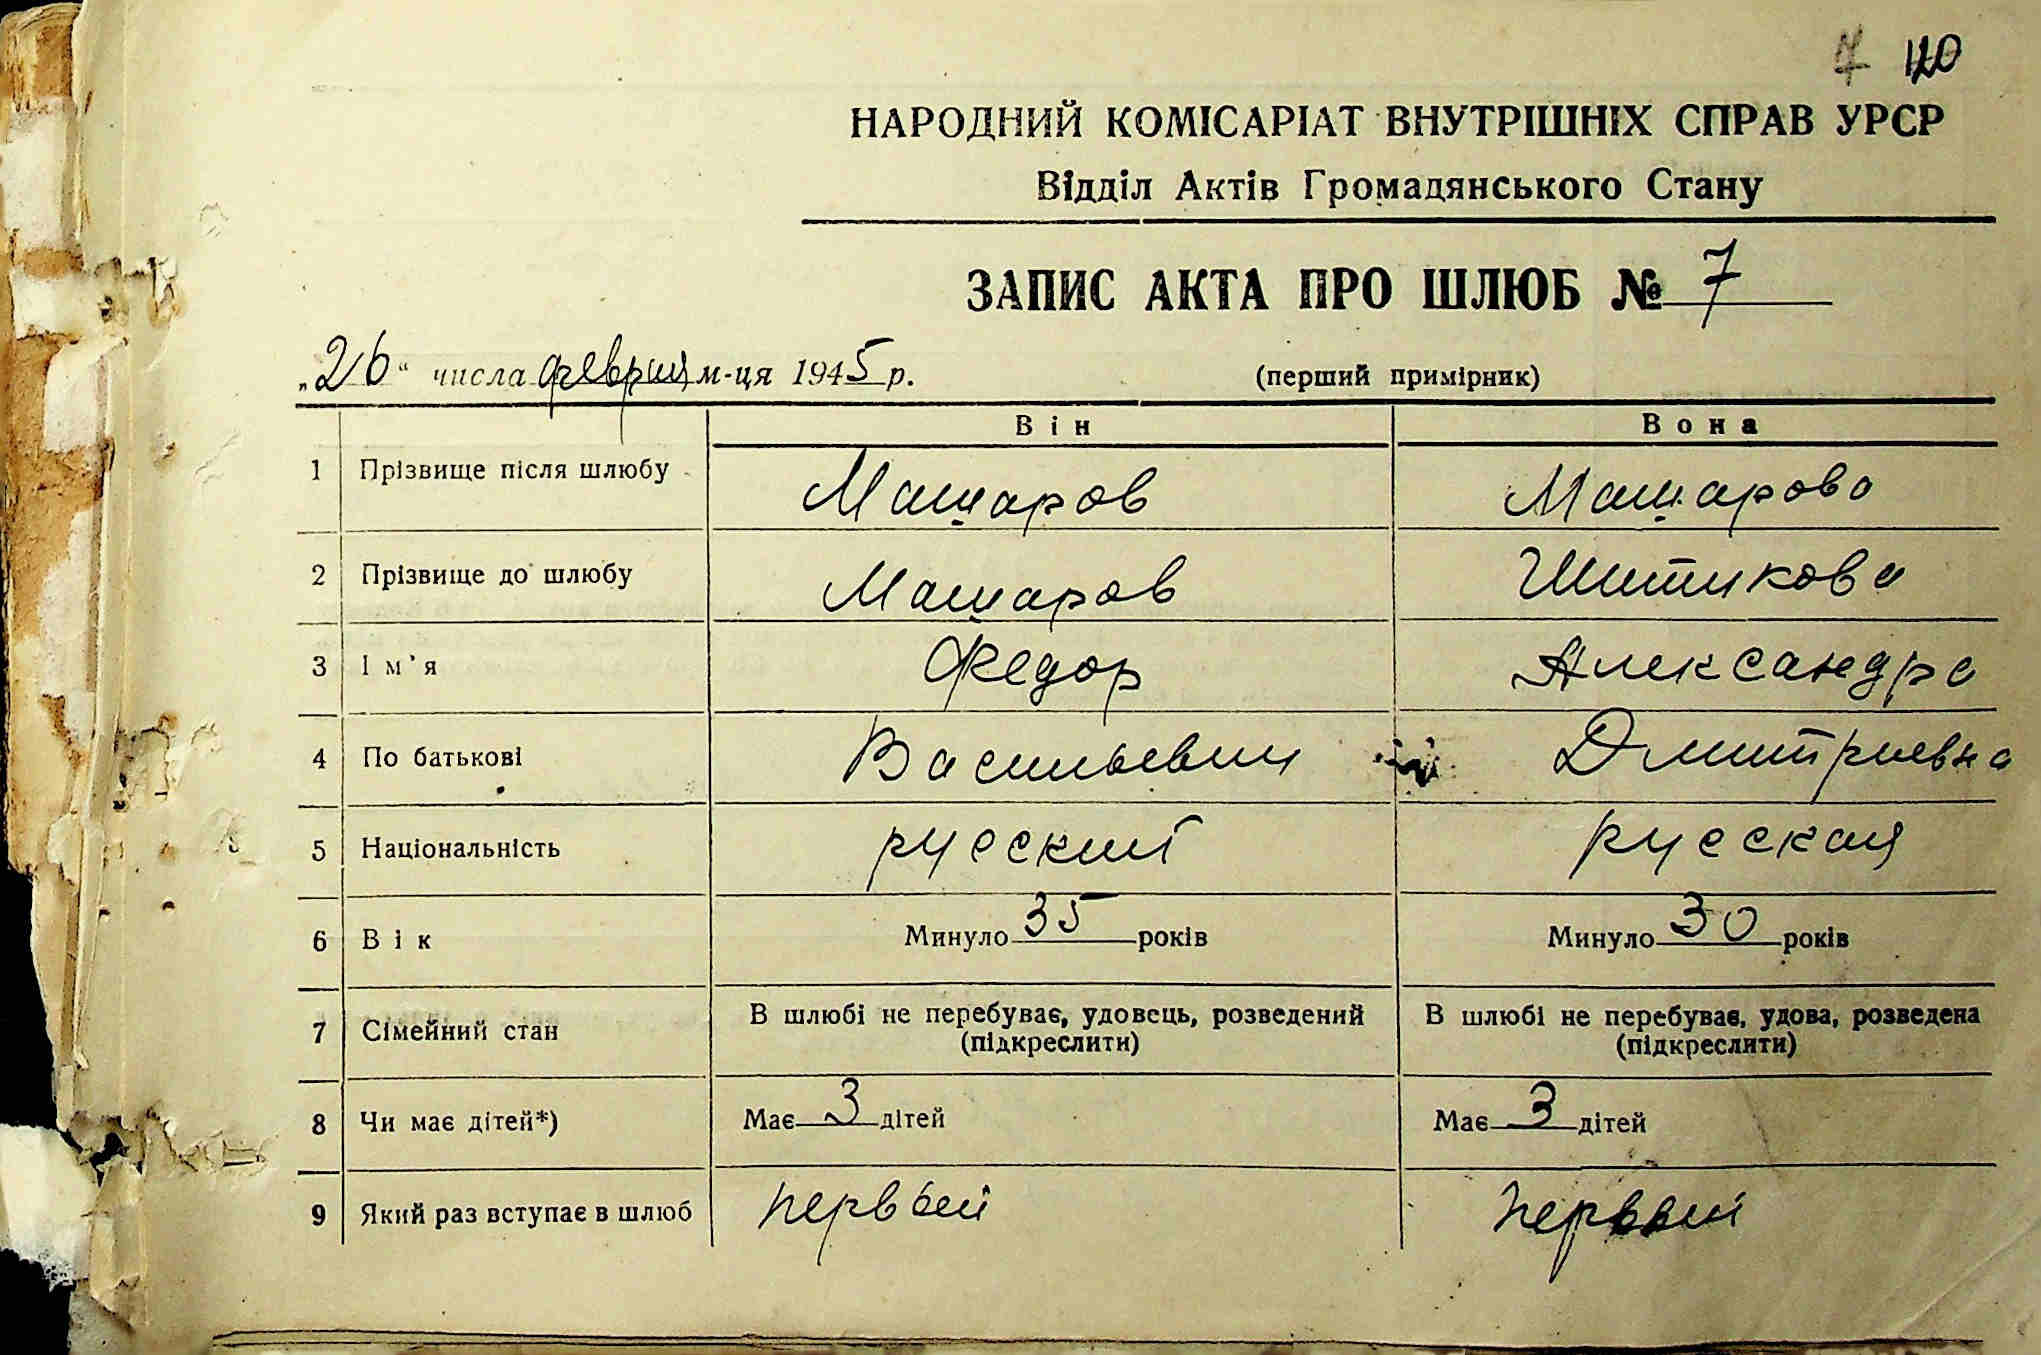 7 120
НАРОДНИЙ КОМІСАРІАТ ВНУТРІШНІХ СПРАВ УРСР
Відділ Актів Громадянського Стану
ЗАПИС АКТА ПРО ШЛЮБ № 7
„26“ числа февраля м-ця 1945 р. (перший примірник)
Він Вона
1 Прізвище після шлюбу Машаров Машарова
2 Прізвище до шлюбу Машаров Шитикова
3 Ім'я Федор Александра
4 По батькові Васильевич Дмитриевна
5 Національність русский русская
6 Вік Минуло 35 років Минуло 30 років
7 Сімейний стан В шлюбі не перебуває, удовець, розведений (підкреслити) В шлюбі не перебуває, удова, розведена (підкреслити)
8 Чи має дітей*) Має 3 дітей Має 3 дітей
9 Який раз вступає в шлюб первый первый